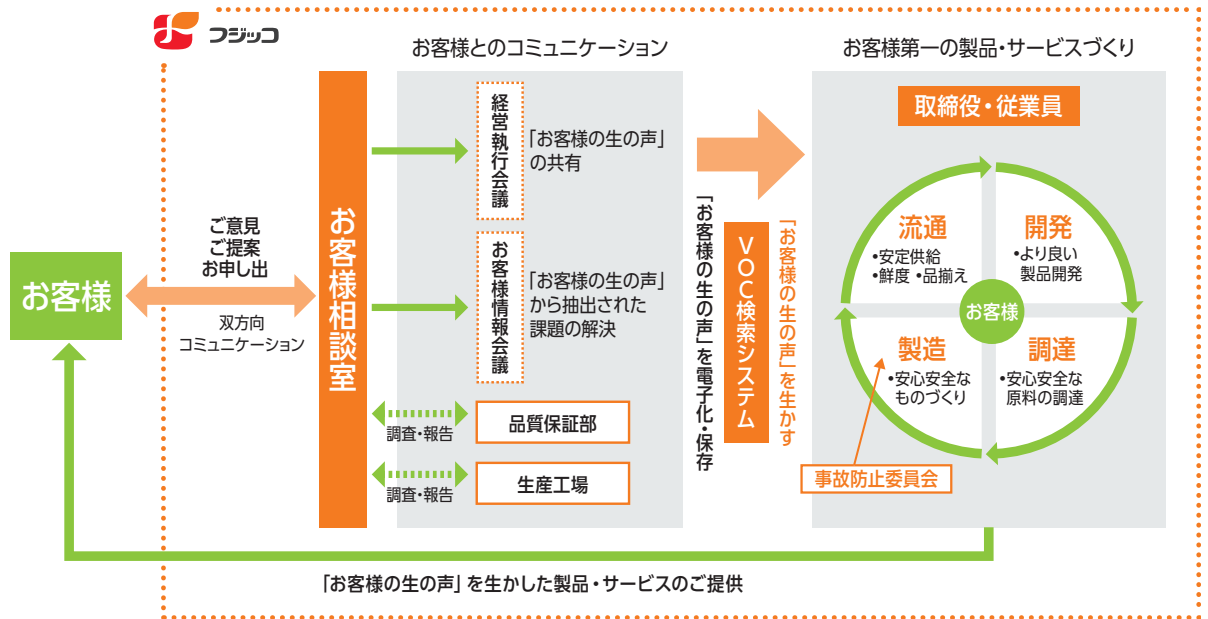 フジッコ
お客様とのコミュニケーション
お客様第一の製品・サービスづくり
お客様
ご意見
ご提案
お申し出
双方向
コミュニケーション
お客様相談室
経営執行会議
「お客様の生の声」
の共有
お客様情報会議
「お客様の生の声」
から抽出された
課題の解決
調査・報告
品質保証部
調査・報告
生産工場
「お客様の生の声」を電子化・保存
VOC検索システム
「お客様の生の声」を生かす
取締役・従業員
流通
・安定供給
・鮮度・品揃え
開発
・より良い
製品開発
お客様
製造
・安心安全な
ものづくり
調達
・安心安全な
原料の調達
事故防止委員会
「お客様の生の声」を生かした製品・サービスのご提供